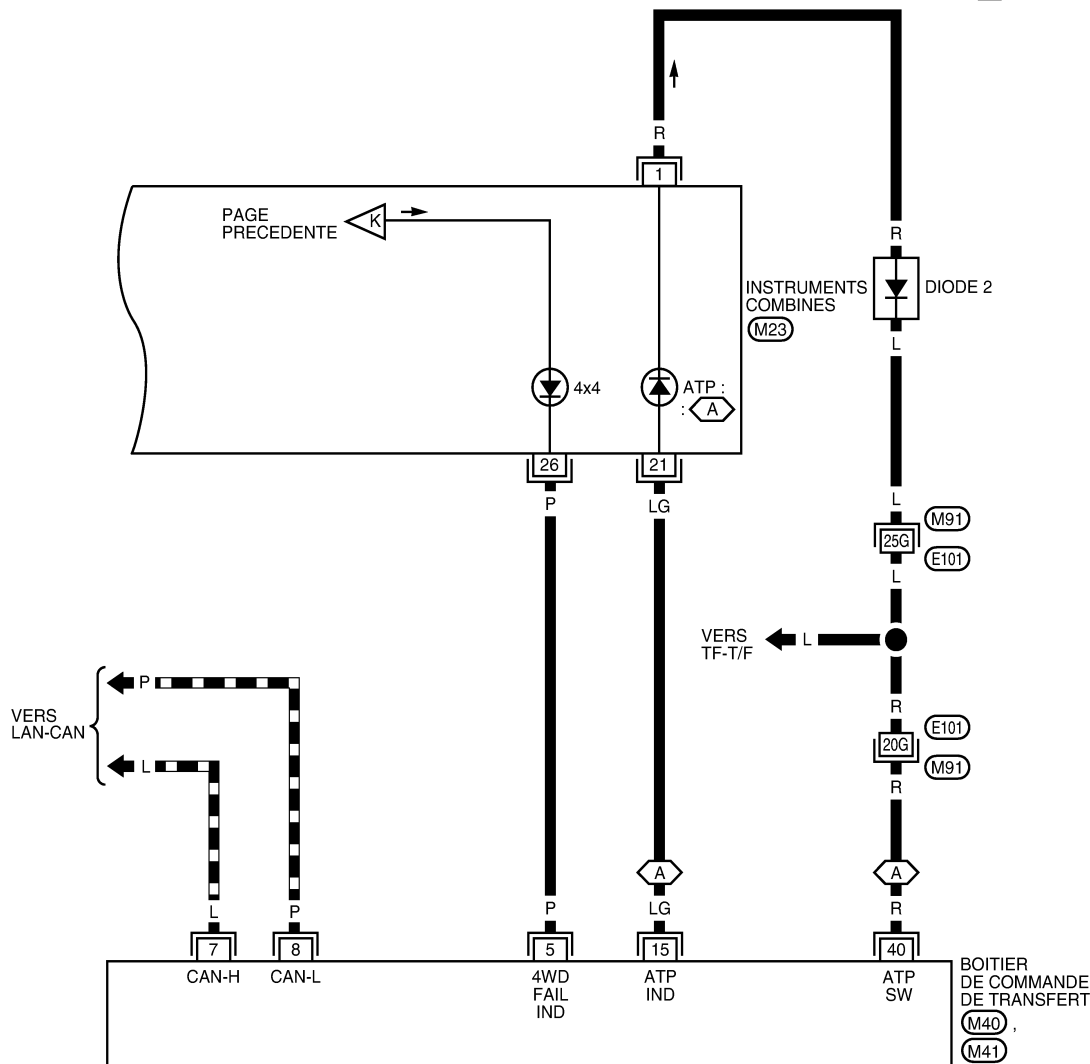 R
1
PAGE
PRECEDENTE
K
R
INSTRUMENTS
COMBINES
M23
DIODE 2
L
4x4
ATP :
: A
26
21
P
LG
L
M91
25G
E101
L
VERS
TF-T/F
L
P
VERS
LAN-CAN
L
R
E101
20G
M91
R
A
A
L
P
P
LG
R
7
8
5
15
40
CAN-H
CAN-L
4WD
FAIL
IND
ATP
IND
ATP
SW
BOITIER
DE COMMANDE
DE TRANSFERT
M40 ,
M41